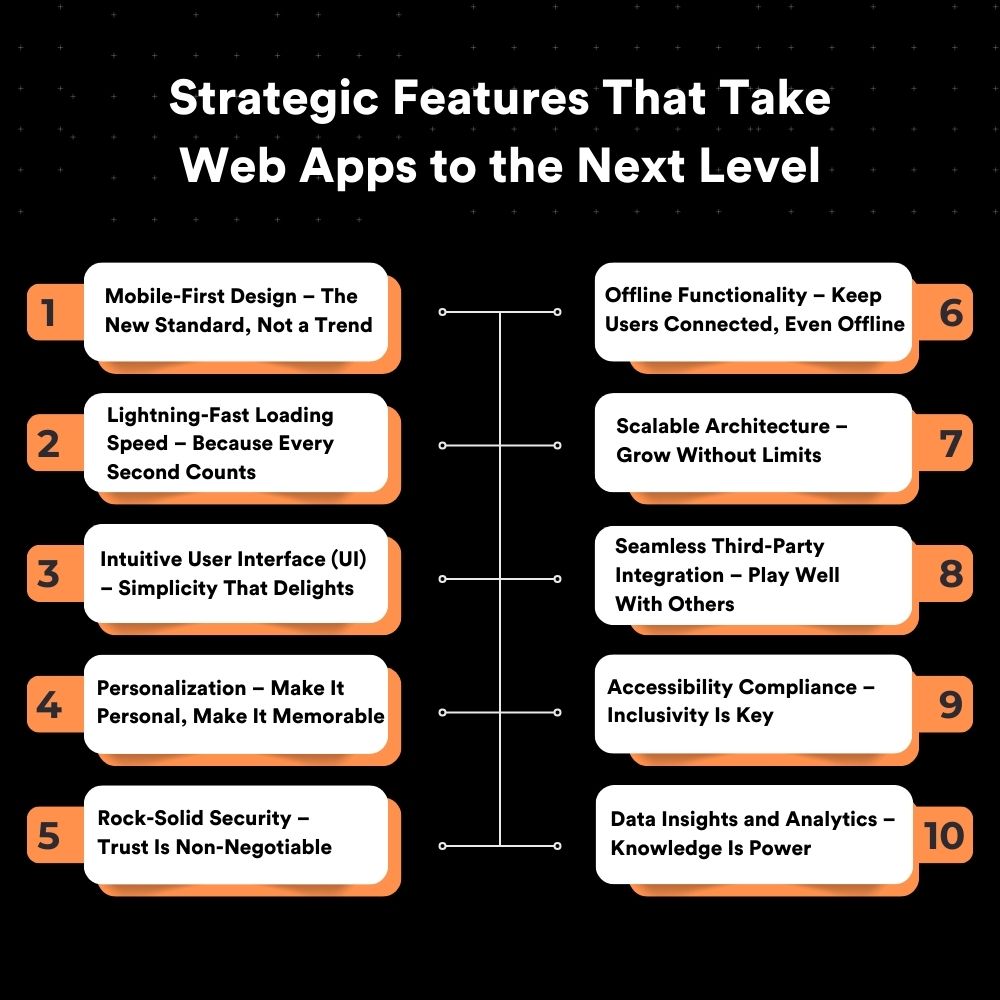 Strategic Features That Take
Web Apps to the Next Level
1
Mobile-First Design – The
New Standard, Not a Trend
2
Lightning-Fast Loading
Speed – Because Every
Second Counts
3
Intuitive User Interface (UI)
– Simplicity That Delights
4
Personalization – Make It
Personal, Make It Memorable
5
Rock-Solid Security –
Trust Is Non-Negotiable
6
Offline Functionality – Keep
Users Connected, Even Offline
7
Scalable Architecture –
Grow Without Limits
8
Seamless Third-Party
Integration – Play Well
With Others
9
Accessibility Compliance –
Inclusivity Is Key
10
Data Insights and Analytics –
Knowledge Is Power